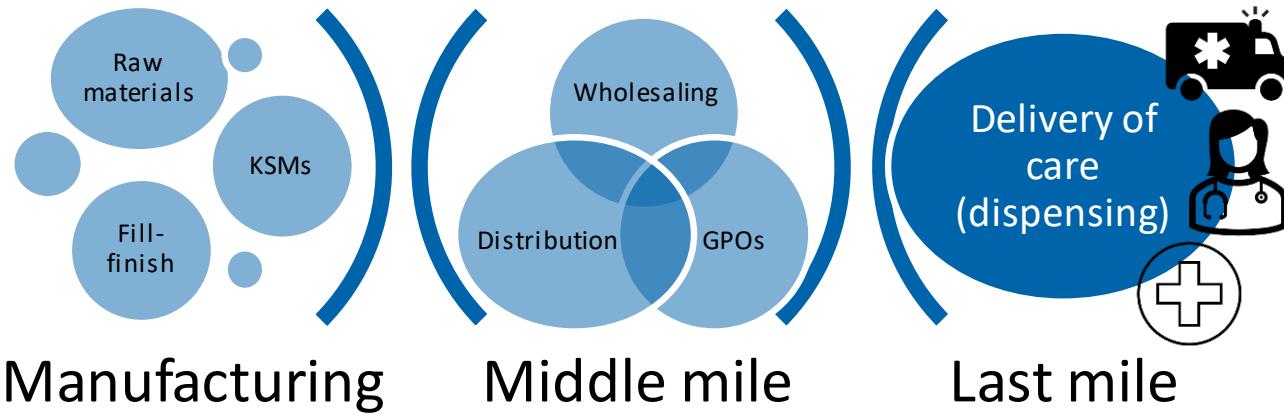 Raw
materials
KSMs
Fill-
finish
Wholesaling
Distribution
GPOs
Delivery of
care
(dispensing)
Manufacturing
Middle mile
Last mile